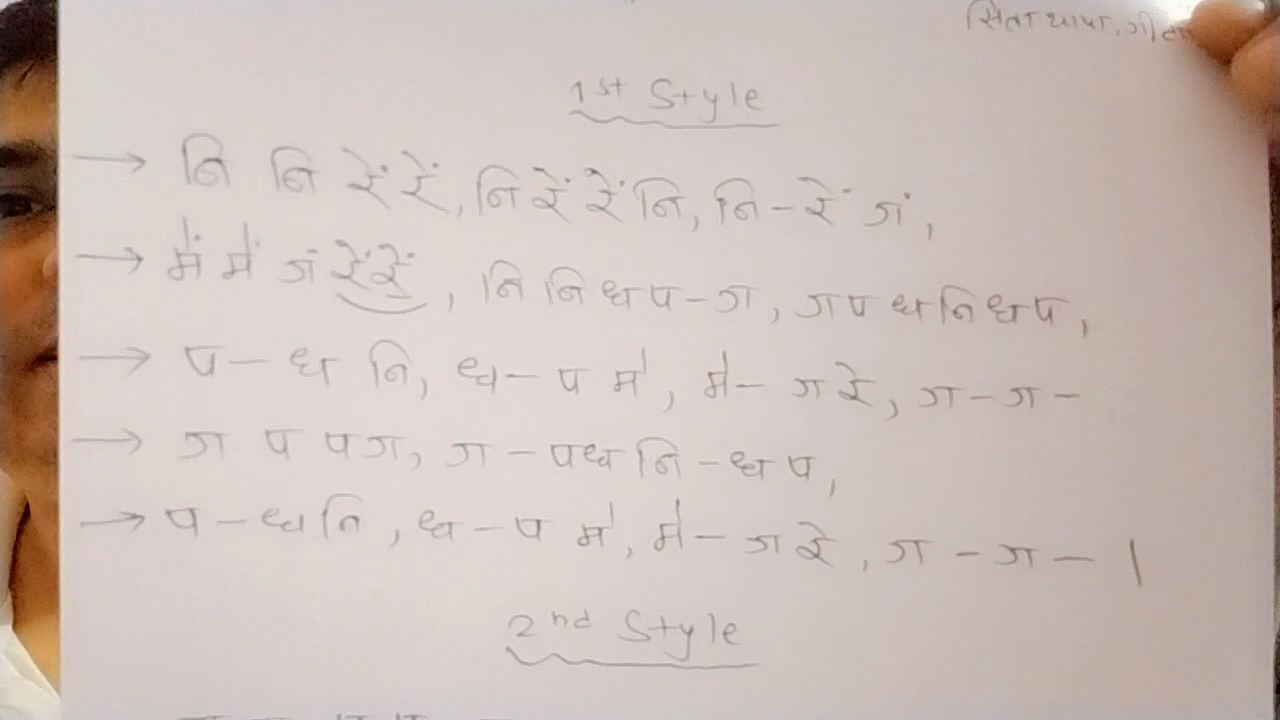 1st Style
→ नि नि रें रें, नि रें रें नि, नि - रें गं,
→ में॑ में॑ गं रें रें, नि नि ध प - ग, ग प ध नि ध प,
→ प - ध नि, ध - प म॑, म॑ - ग रे, ग - ग -
→ ग प प ग, ग - प ध नि - ध प,
→ प - ध नि, ध - प म॑, म॑ - ग रे, ग - ग - ।
2nd Style